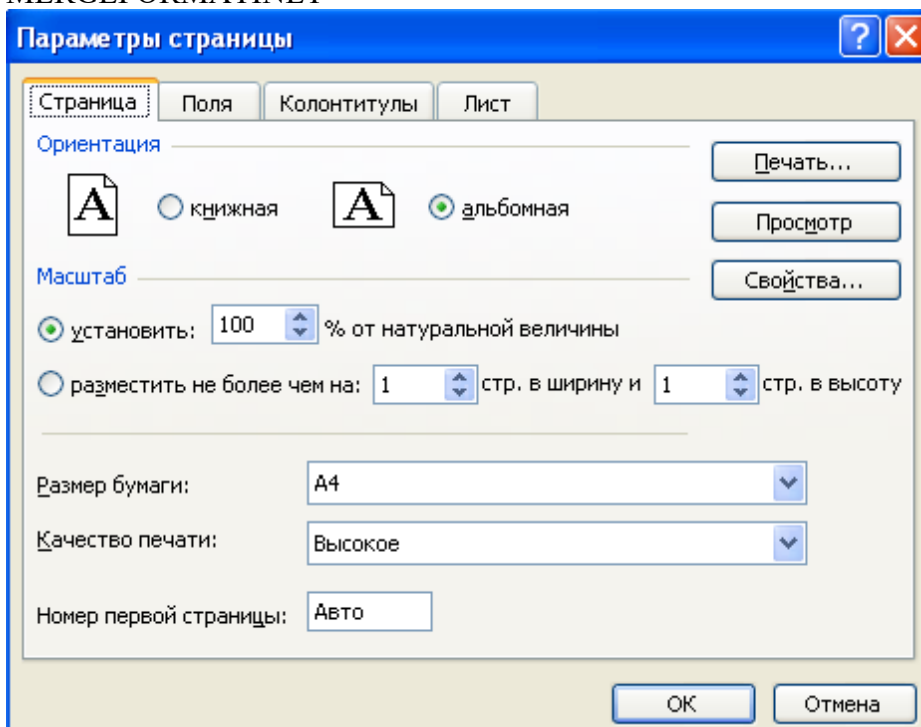 MERGEFORMATINET
Параметры страницы
Страница Поля Колонтитулы Лист
Ориентация
Печать...
A книжная A альбомная
Просмотр
Масштаб
Свойства...
установить: 100 % от натуральной величины
разместить не более чем на: 1 стр. в ширину и 1 стр. в высоту
Размер бумаги: A4
Качество печати: Высокое
Номер первой страницы: Авто
ОК Отмена